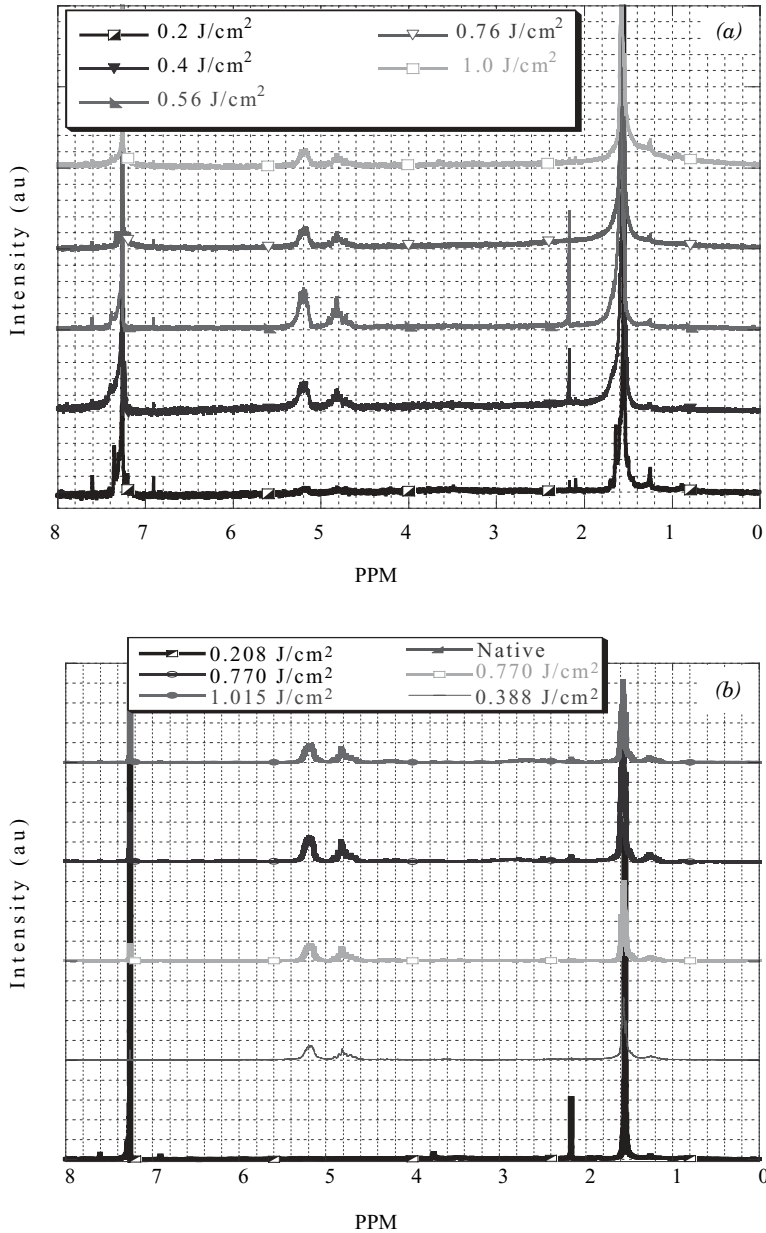 0.2 J/cm² 0.76 J/cm² (a)
0.4 J/cm² 1.0 J/cm²
0.56 J/cm²
Intensity (au)
8 7 6 5 4 3 2 1 0
PPM
0.208 J/cm² Native
0.770 J/cm² 0.770 J/cm² (b)
1.015 J/cm² 0.388 J/cm²
Intensity (au)
8 7 6 5 4 3 2 1 0
PPM